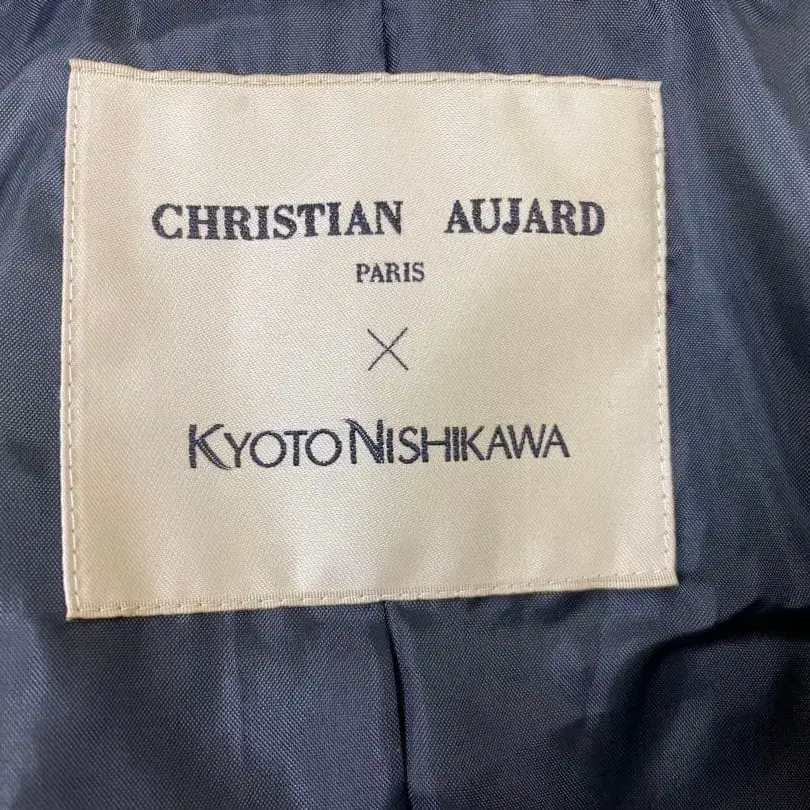 CHRISTIAN AUJARD
PARIS
×
KYOTO NISHIKAWA